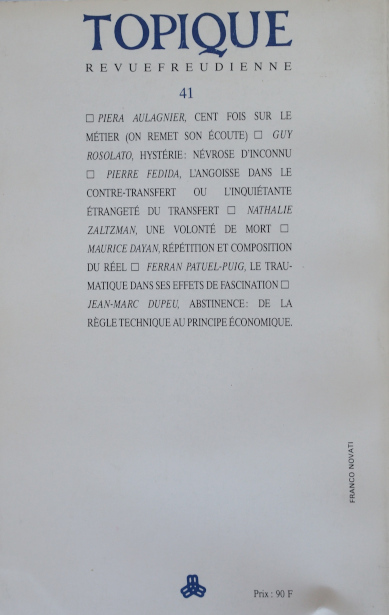 TOPIQUE
REVUE FREUDIENNE
41
□ PIERA AULAGNIER, CENT FOIS SUR LE
MÉTIER (ON REMET SON ÉCOUTE) □ GUY
ROSOLATO, HYSTÉRIE : NÉVROSE D'INCONNU
□ PIERRE FEDIDA, L'ANGOISSE DANS LE
CONTRE-TRANSFERT OU L'INQUIÉTANTE
ÉTRANGETÉ DU TRANSFERT □ NATHALIE
ZALTZMAN, UNE VOLONTÉ DE MORT □
MAURICE DAYAN, RÉPÉTITION ET COMPOSITION
DU RÉEL □ FERRAN PATUEL-PUIG, LE TRAU-
MATIQUE DANS SES EFFETS DE FASCINATION □
JEAN-MARC DUPEU, ABSTINENCE : DE LA
RÈGLE TECHNIQUE AU PRINCIPE ÉCONOMIQUE.
FRANCO NOVATI
Prix : 90 F